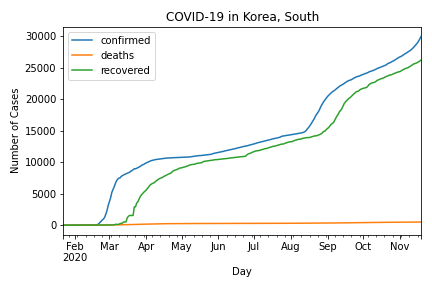 COVID-19 in Korea, South
confirmed
deaths
recovered
Number of Cases
30000
25000
20000
15000
10000
5000
0
Feb Mar Apr May Jun Jul Aug Sep Oct Nov
2020
Day